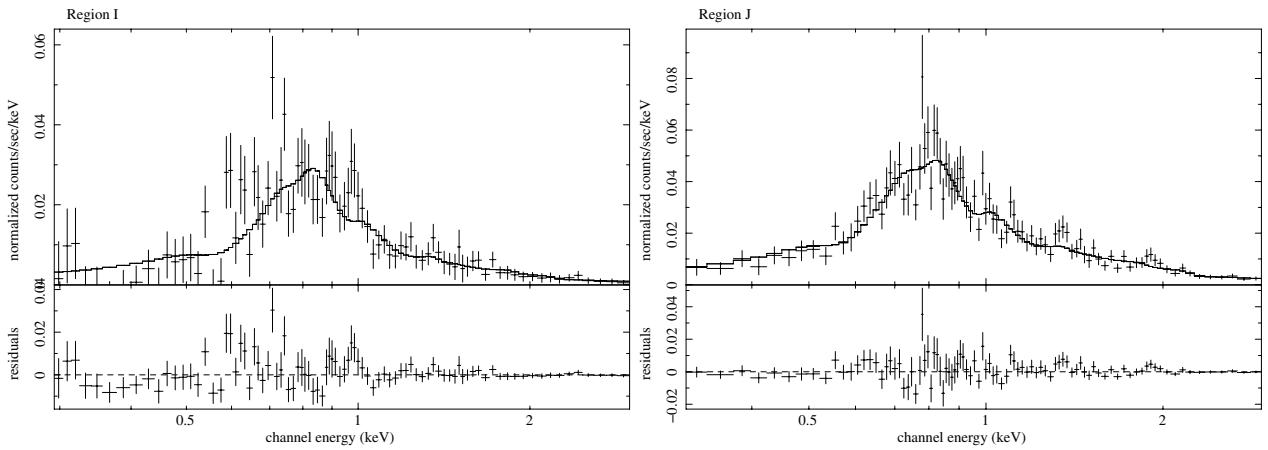 Region I
normalized counts/sec/keV
0.06
0.04
0.02
0
residuals
0.04
0.02
0
0.5
1
2
channel energy (keV)
Region J
normalized counts/sec/keV
0.08
0.06
0.04
0.02
0
residuals
0.04
0.02
0
−0.02
0.5
1
2
channel energy (keV)